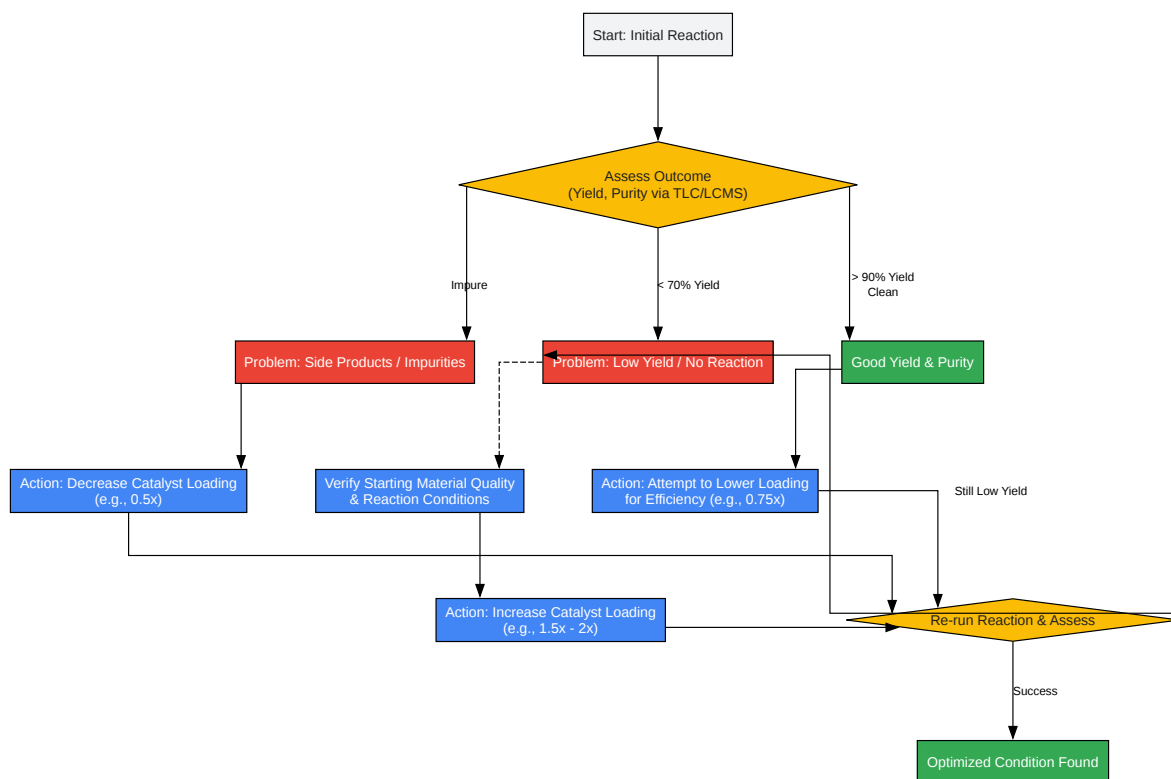 Start: Initial Reaction
Assess Outcome
(Yield, Purity via TLC/LCMS)
Impure
< 70% Yield
> 90% Yield
Clean
Problem: Side Products / Impurities
Problem: Low Yield / No Reaction
Good Yield & Purity
Action: Decrease Catalyst Loading
(e.g., 0.5x)
Verify Starting Material Quality
& Reaction Conditions
Action: Attempt to Lower Loading
for Efficiency (e.g., 0.75x)
Still Low Yield
Action: Increase Catalyst Loading
(e.g., 1.5x - 2x)
Re-run Reaction & Assess
Success
Optimized Condition Found